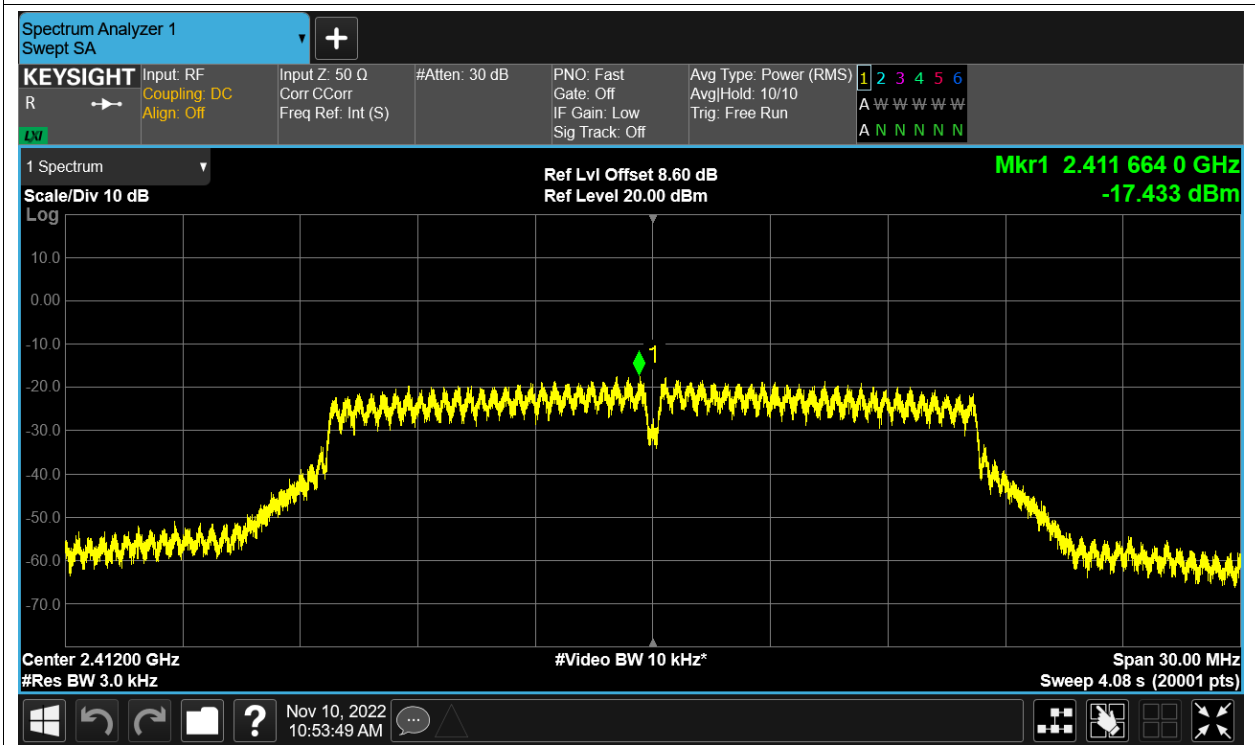 Spectrum Analyzer 1
Swept SA
KEYSIGHT
R
LXI
Input: RF
Coupling: DC
Align: Off
Input Z: 50 Ω
Corr CCorr
Freq Ref: Int (S)
#Atten: 30 dB
PNO: Fast
Gate: Off
IF Gain: Low
Sig Track: Off
Avg Type: Power (RMS)
Avg|Hold: 10/10
Trig: Free Run
1 2 3 4 5 6
A W W W W W
A N N N N N
1 Spectrum
Scale/Div 10 dB
Log
Ref Lvl Offset 8.60 dB
Ref Level 20.00 dBm
Mkr1 2.411 664 0 GHz
-17.433 dBm
10.0
0.00
-10.0
1
-20.0
-30.0
-40.0
-50.0
-60.0
-70.0
Center 2.41200 GHz
#Res BW 3.0 kHz
#Video BW 10 kHz*
Span 30.00 MHz
Sweep 4.08 s (20001 pts)
?
Nov 10, 2022
10:53:49 AM